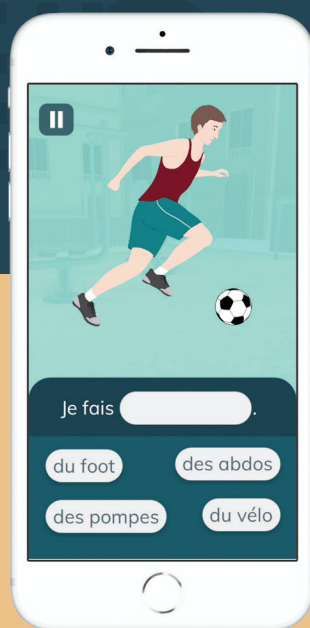 Je fais .
du foot
des abdos
des pompes
du vélo